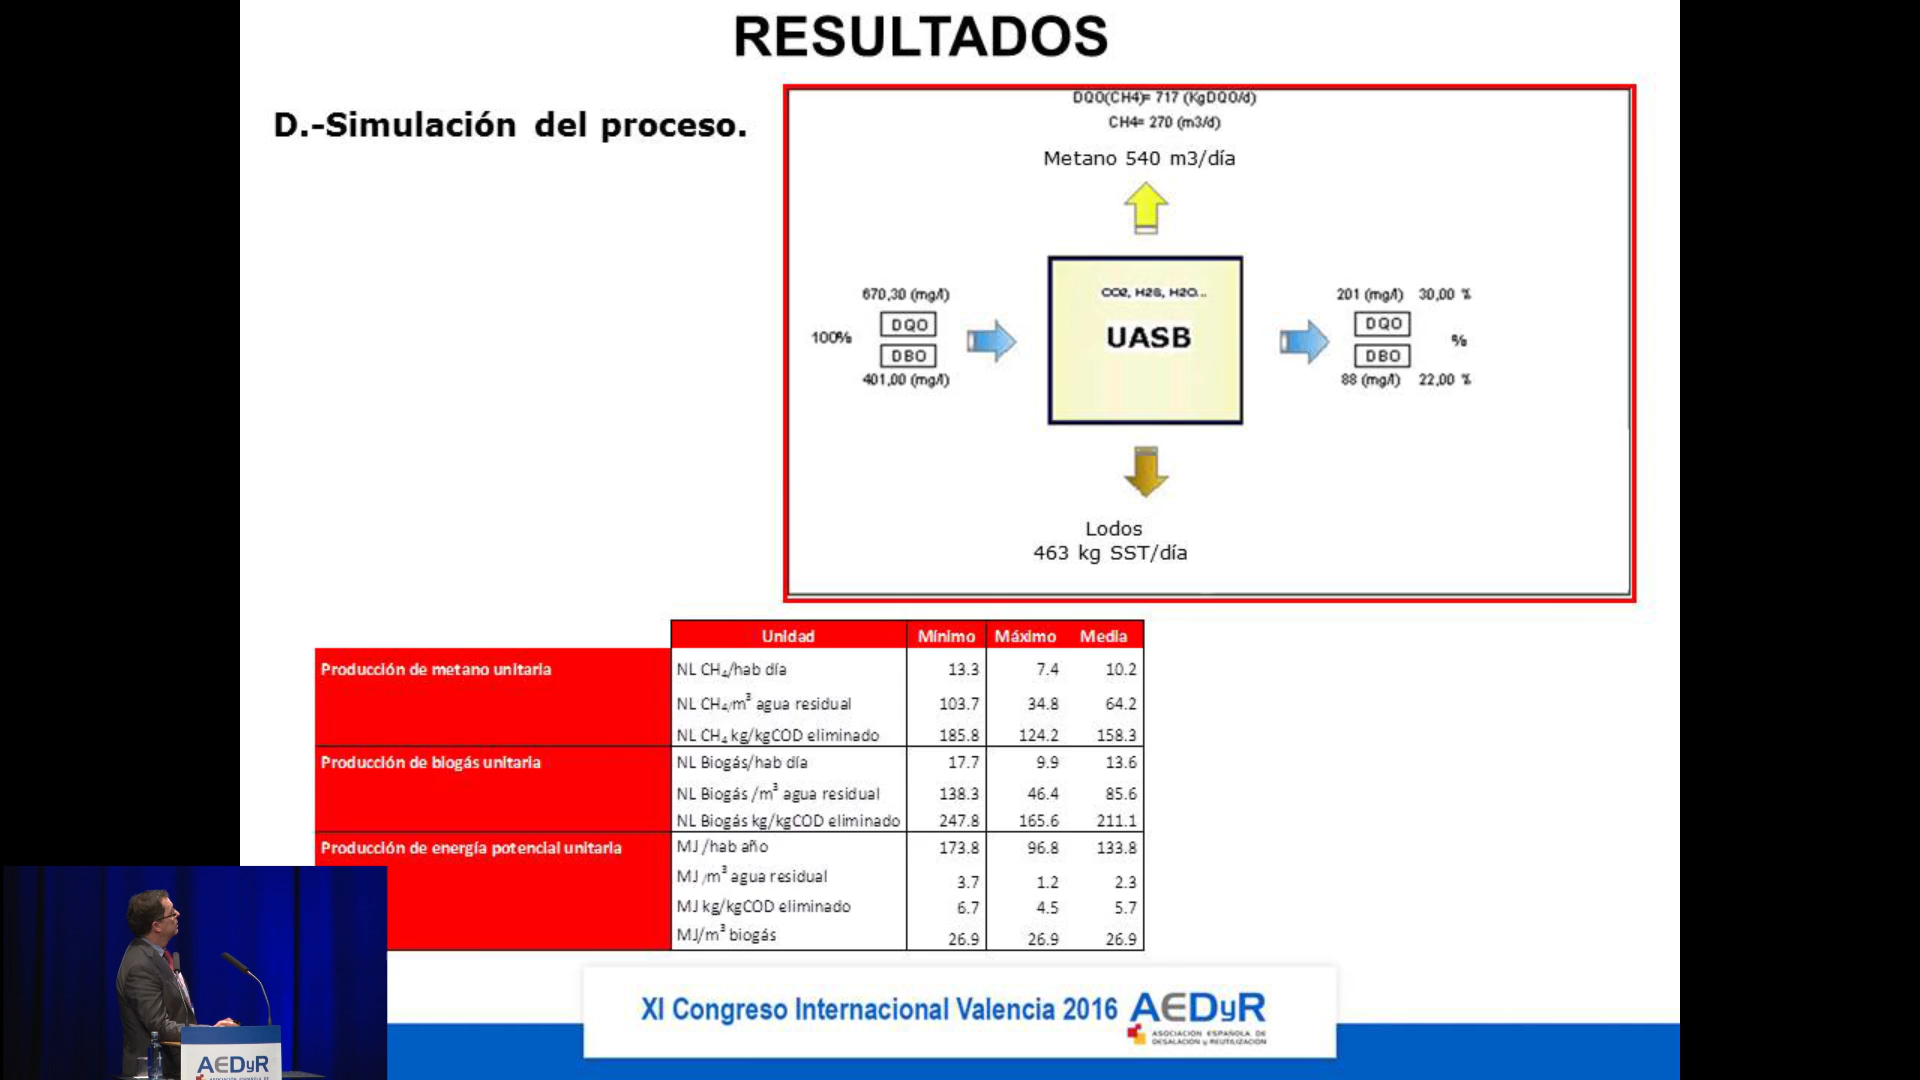 RESULTADOS
D.-Simulación del proceso.
DQO(CH4)= 717 (KgDQO/d)
CH4= 270 (m3/d)
Metano 540 m3/día
670,30 (mg/l)
100%
DQO
DBO
401,00 (mg/l)
CO2, H2S, H2O...
UASB
201 (mg/l) 30,00 %
DQO
DBO
%
88 (mg/l) 22,00 %
Lodos
463 kg SST/día
Unidad Mínimo Máximo Media
Producción de metano unitaria NL CH₄/hab día 13.3 7.4 10.2
NL CH₄/m³ agua residual 103.7 34.8 64.2
NL CH₄ kg/kgCOD eliminado 185.8 124.2 158.3
Producción de biogás unitaria NL Biogás/hab día 17.7 9.9 13.6
NL Biogás /m³ agua residual 138.3 46.4 85.6
NL Biogás kg/kgCOD eliminado 247.8 165.6 211.1
Producción de energía potencial unitaria MJ /hab año 173.8 96.8 133.8
MJ /m³ agua residual 3.7 1.2 2.3
MJ kg/kgCOD eliminado 6.7 4.5 5.7
MJ/m³ biogás 26.9 26.9 26.9
XI Congreso Internacional Valencia 2016 AEDyR
ASOCIACIÓN ESPAÑOLA DE
DESALACIÓN y REUTILIZACIÓN
AEDyR
ASOCIACIÓN ESPAÑOLA DE